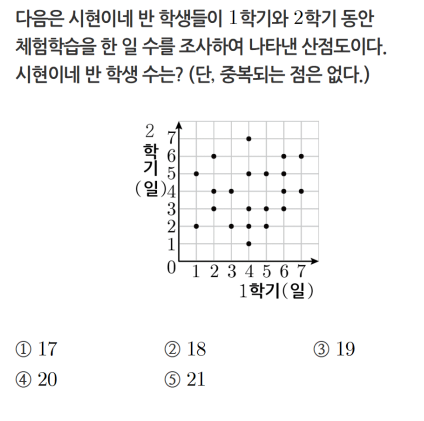 다음은 시현이네 반 학생들이 1학기와 2학기 동안
체험학습을 한 일 수를 조사하여 나타낸 산점도이다.
시현이네 반 학생 수는? (단, 중복되는 점은 없다.)
2
학
기
(일)
7
6
5
4
3
2
1
0
1 2 3 4 5 6 7
1학기(일)
① 17
② 18
③ 19
④ 20
⑤ 21